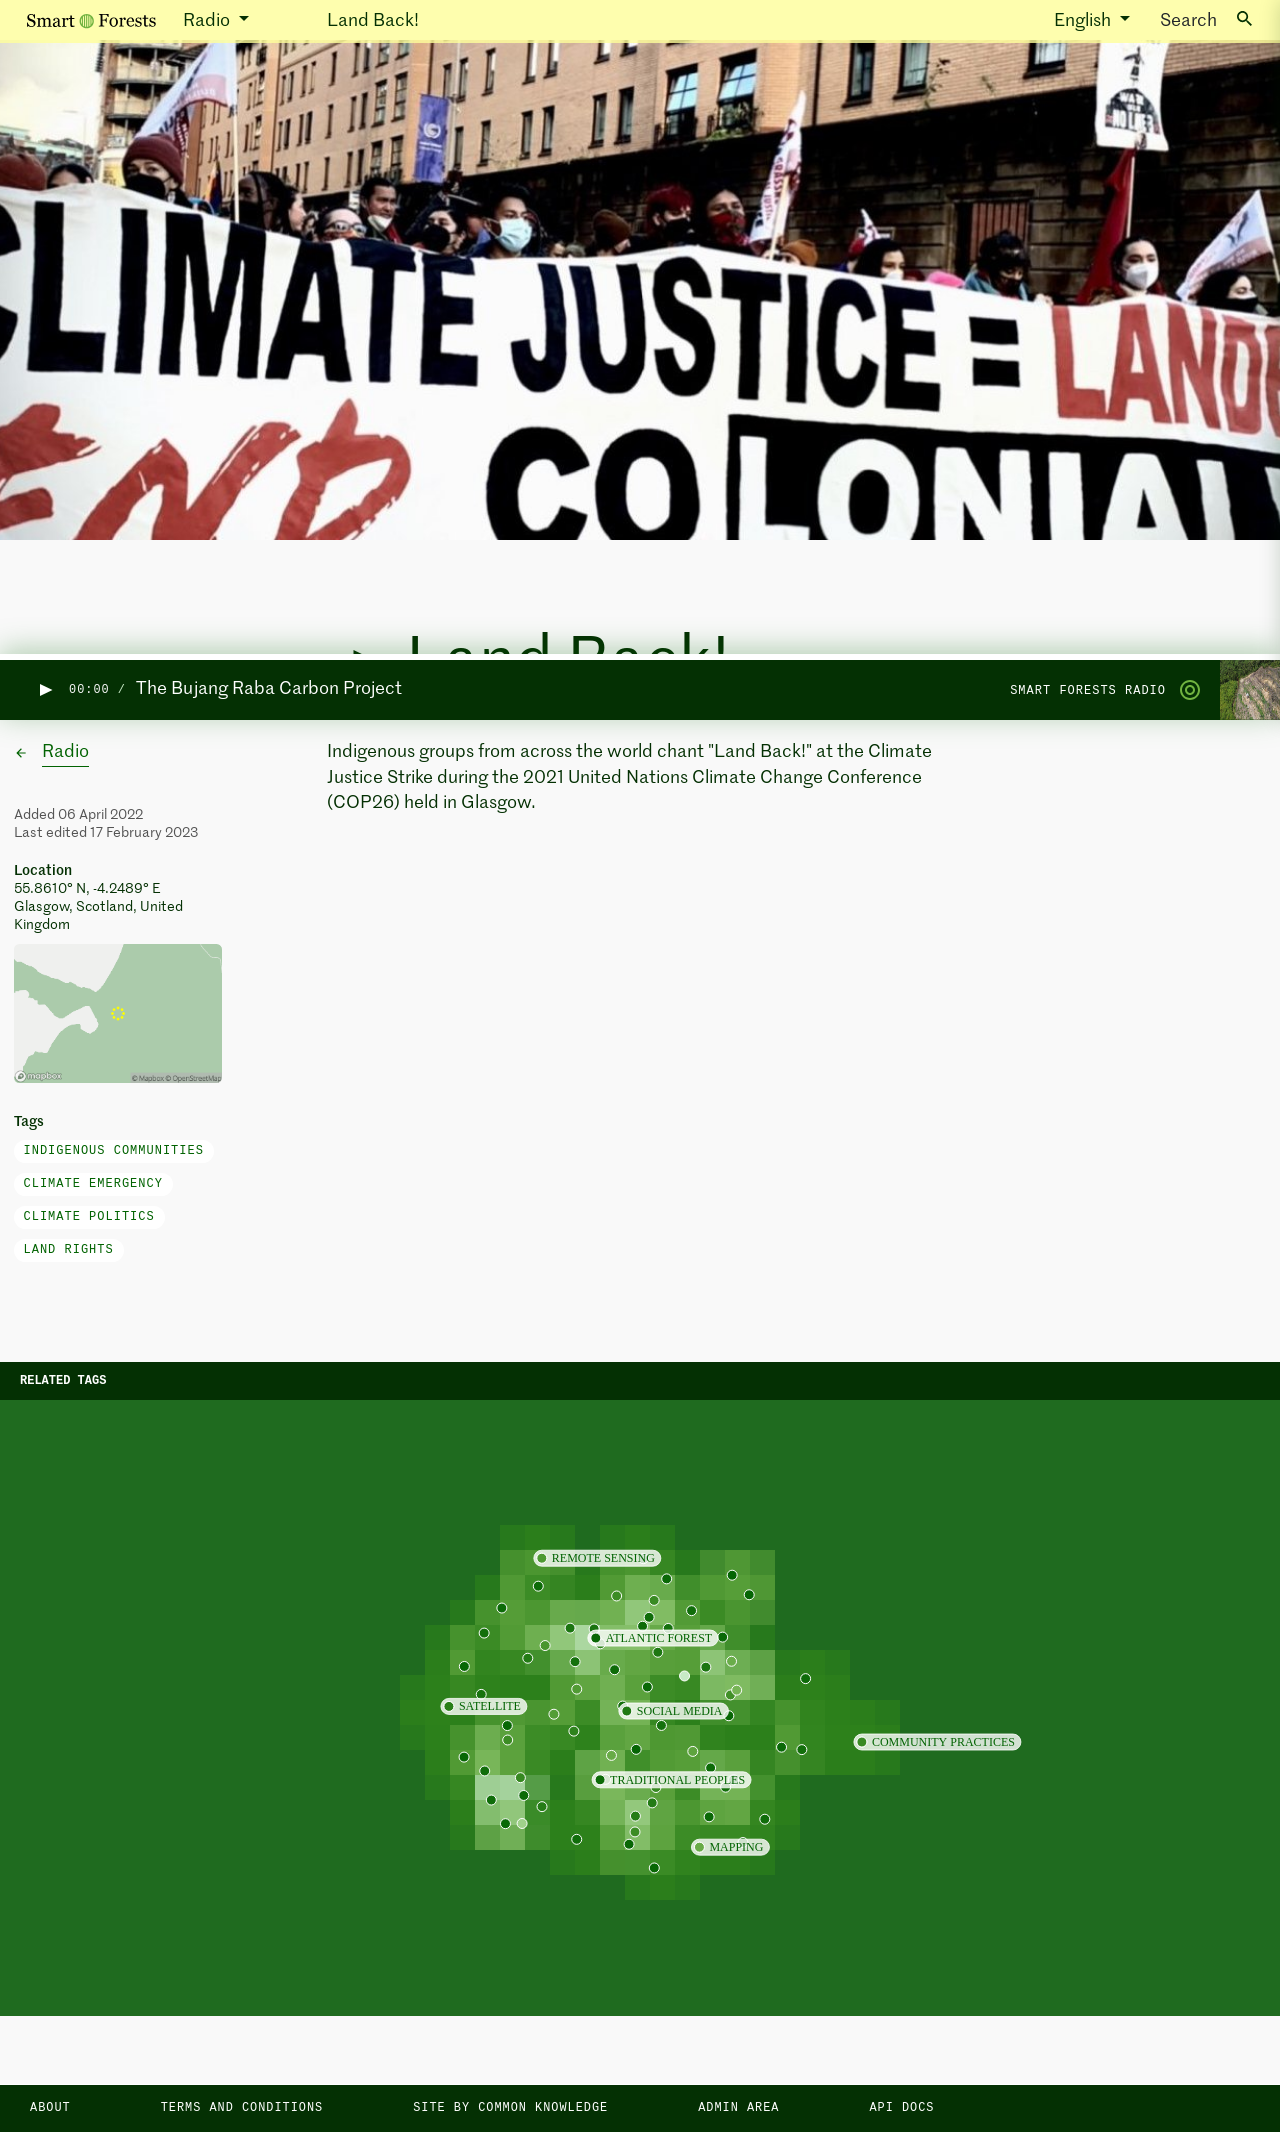 Smart Forests Radio Land Back! English Search
NO LIES
CLIMATE JUSTICE = LAND
END COLONIAL
Land Back!
00:00 / The Bujang Raba Carbon Project
SMART FORESTS RADIO
Radio
Indigenous groups from across the world chant "Land Back!" at the Climate
Justice Strike during the 2021 United Nations Climate Change Conference
(COP26) held in Glasgow.
Added 06 April 2022
Last edited 17 February 2023
Location
55.8610° N, -4.2489° E
Glasgow, Scotland, United
Kingdom
mapbox
© Mapbox © OpenStreetMap
Tags
INDIGENOUS COMMUNITIES
CLIMATE EMERGENCY
CLIMATE POLITICS
LAND RIGHTS
RELATED TAGS
REMOTE SENSING
ATLANTIC FOREST
SATELLITE
SOCIAL MEDIA
COMMUNITY PRACTICES
TRADITIONAL PEOPLES
MAPPING
ABOUT TERMS AND CONDITIONS SITE BY COMMON KNOWLEDGE ADMIN AREA API DOCS